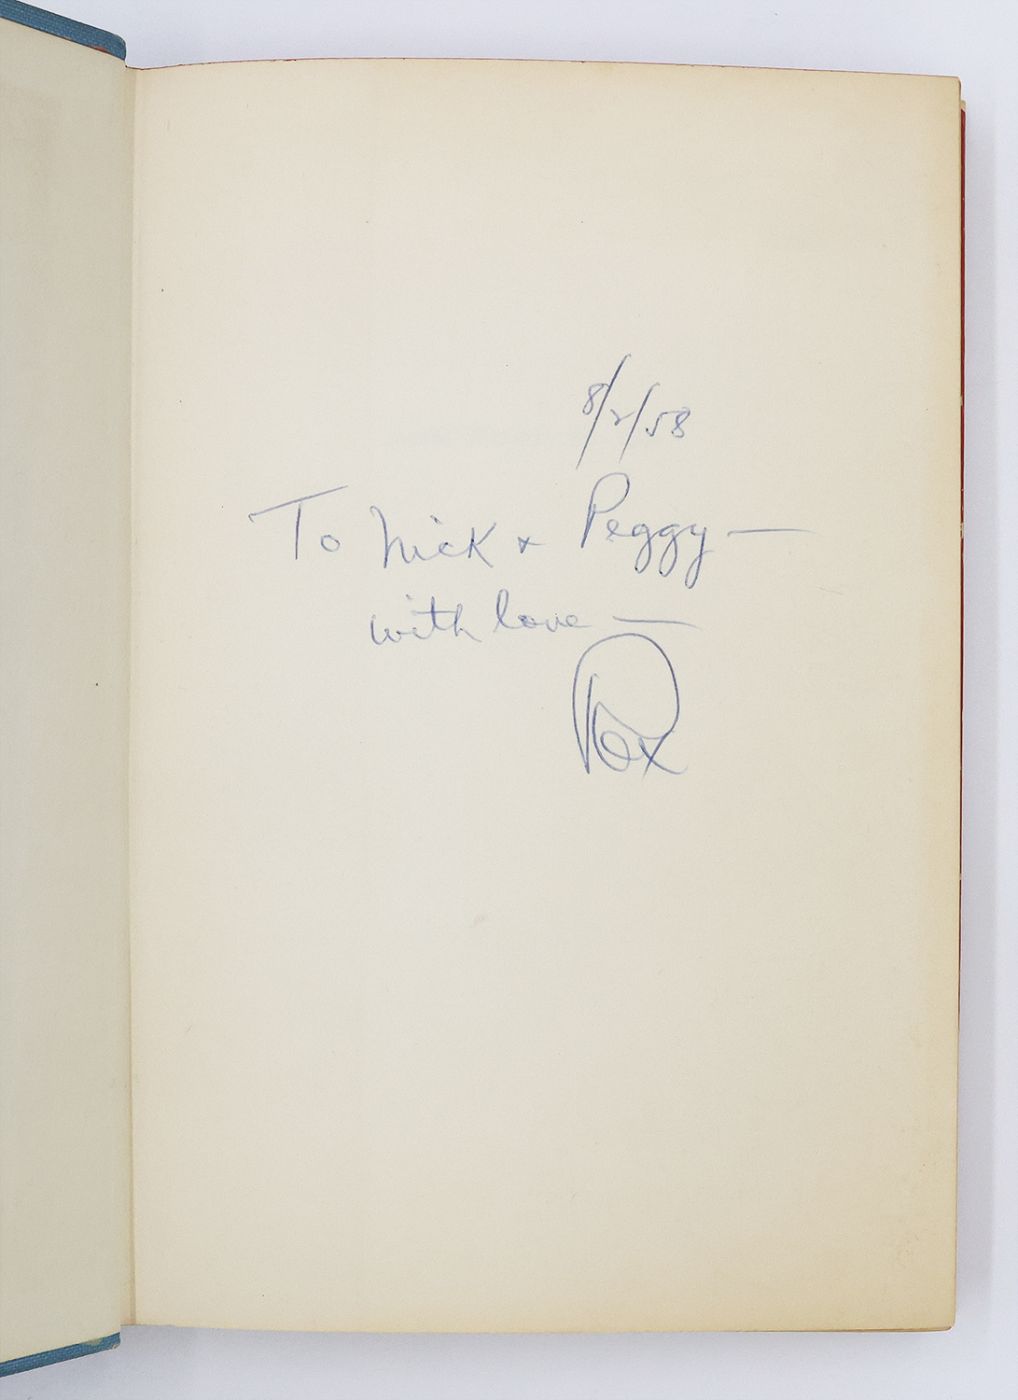 8/2/58
To Nick + Peggy —
with love —
Rex